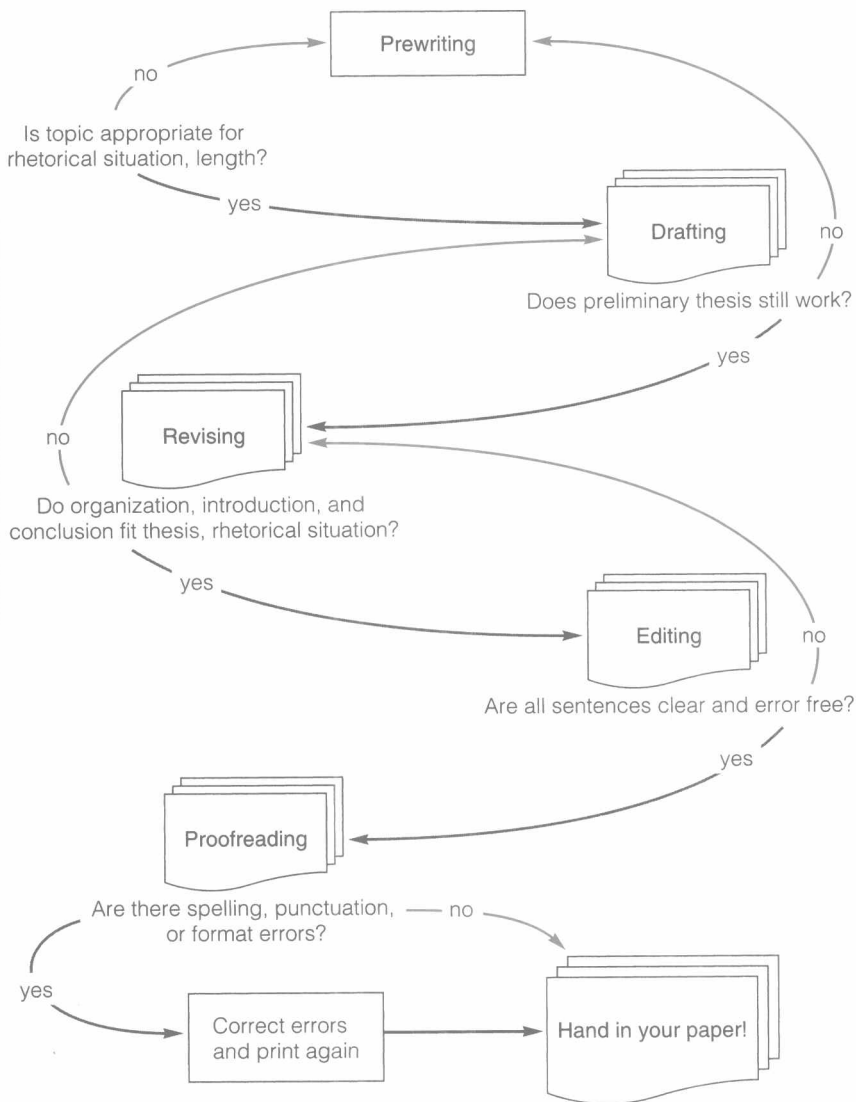 Prewriting
no
Is topic appropriate for
rhetorical situation, length?
yes
Drafting
no
Does preliminary thesis still work?
yes
Revising
no
Do organization, introduction, and
conclusion fit thesis, rhetorical situation?
yes
Editing
no
Are all sentences clear and error free?
yes
Proofreading
Are there spelling, punctuation,
or format errors?
no
yes
Correct errors
and print again
Hand in your paper!